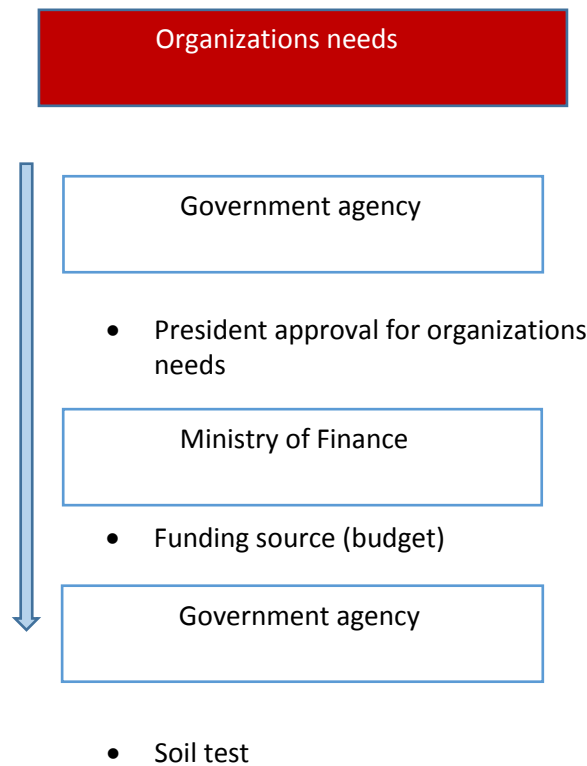 Organizations needs
Government agency
• President approval for organizations
needs
Ministry of Finance
• Funding source (budget)
Government agency
• Soil test